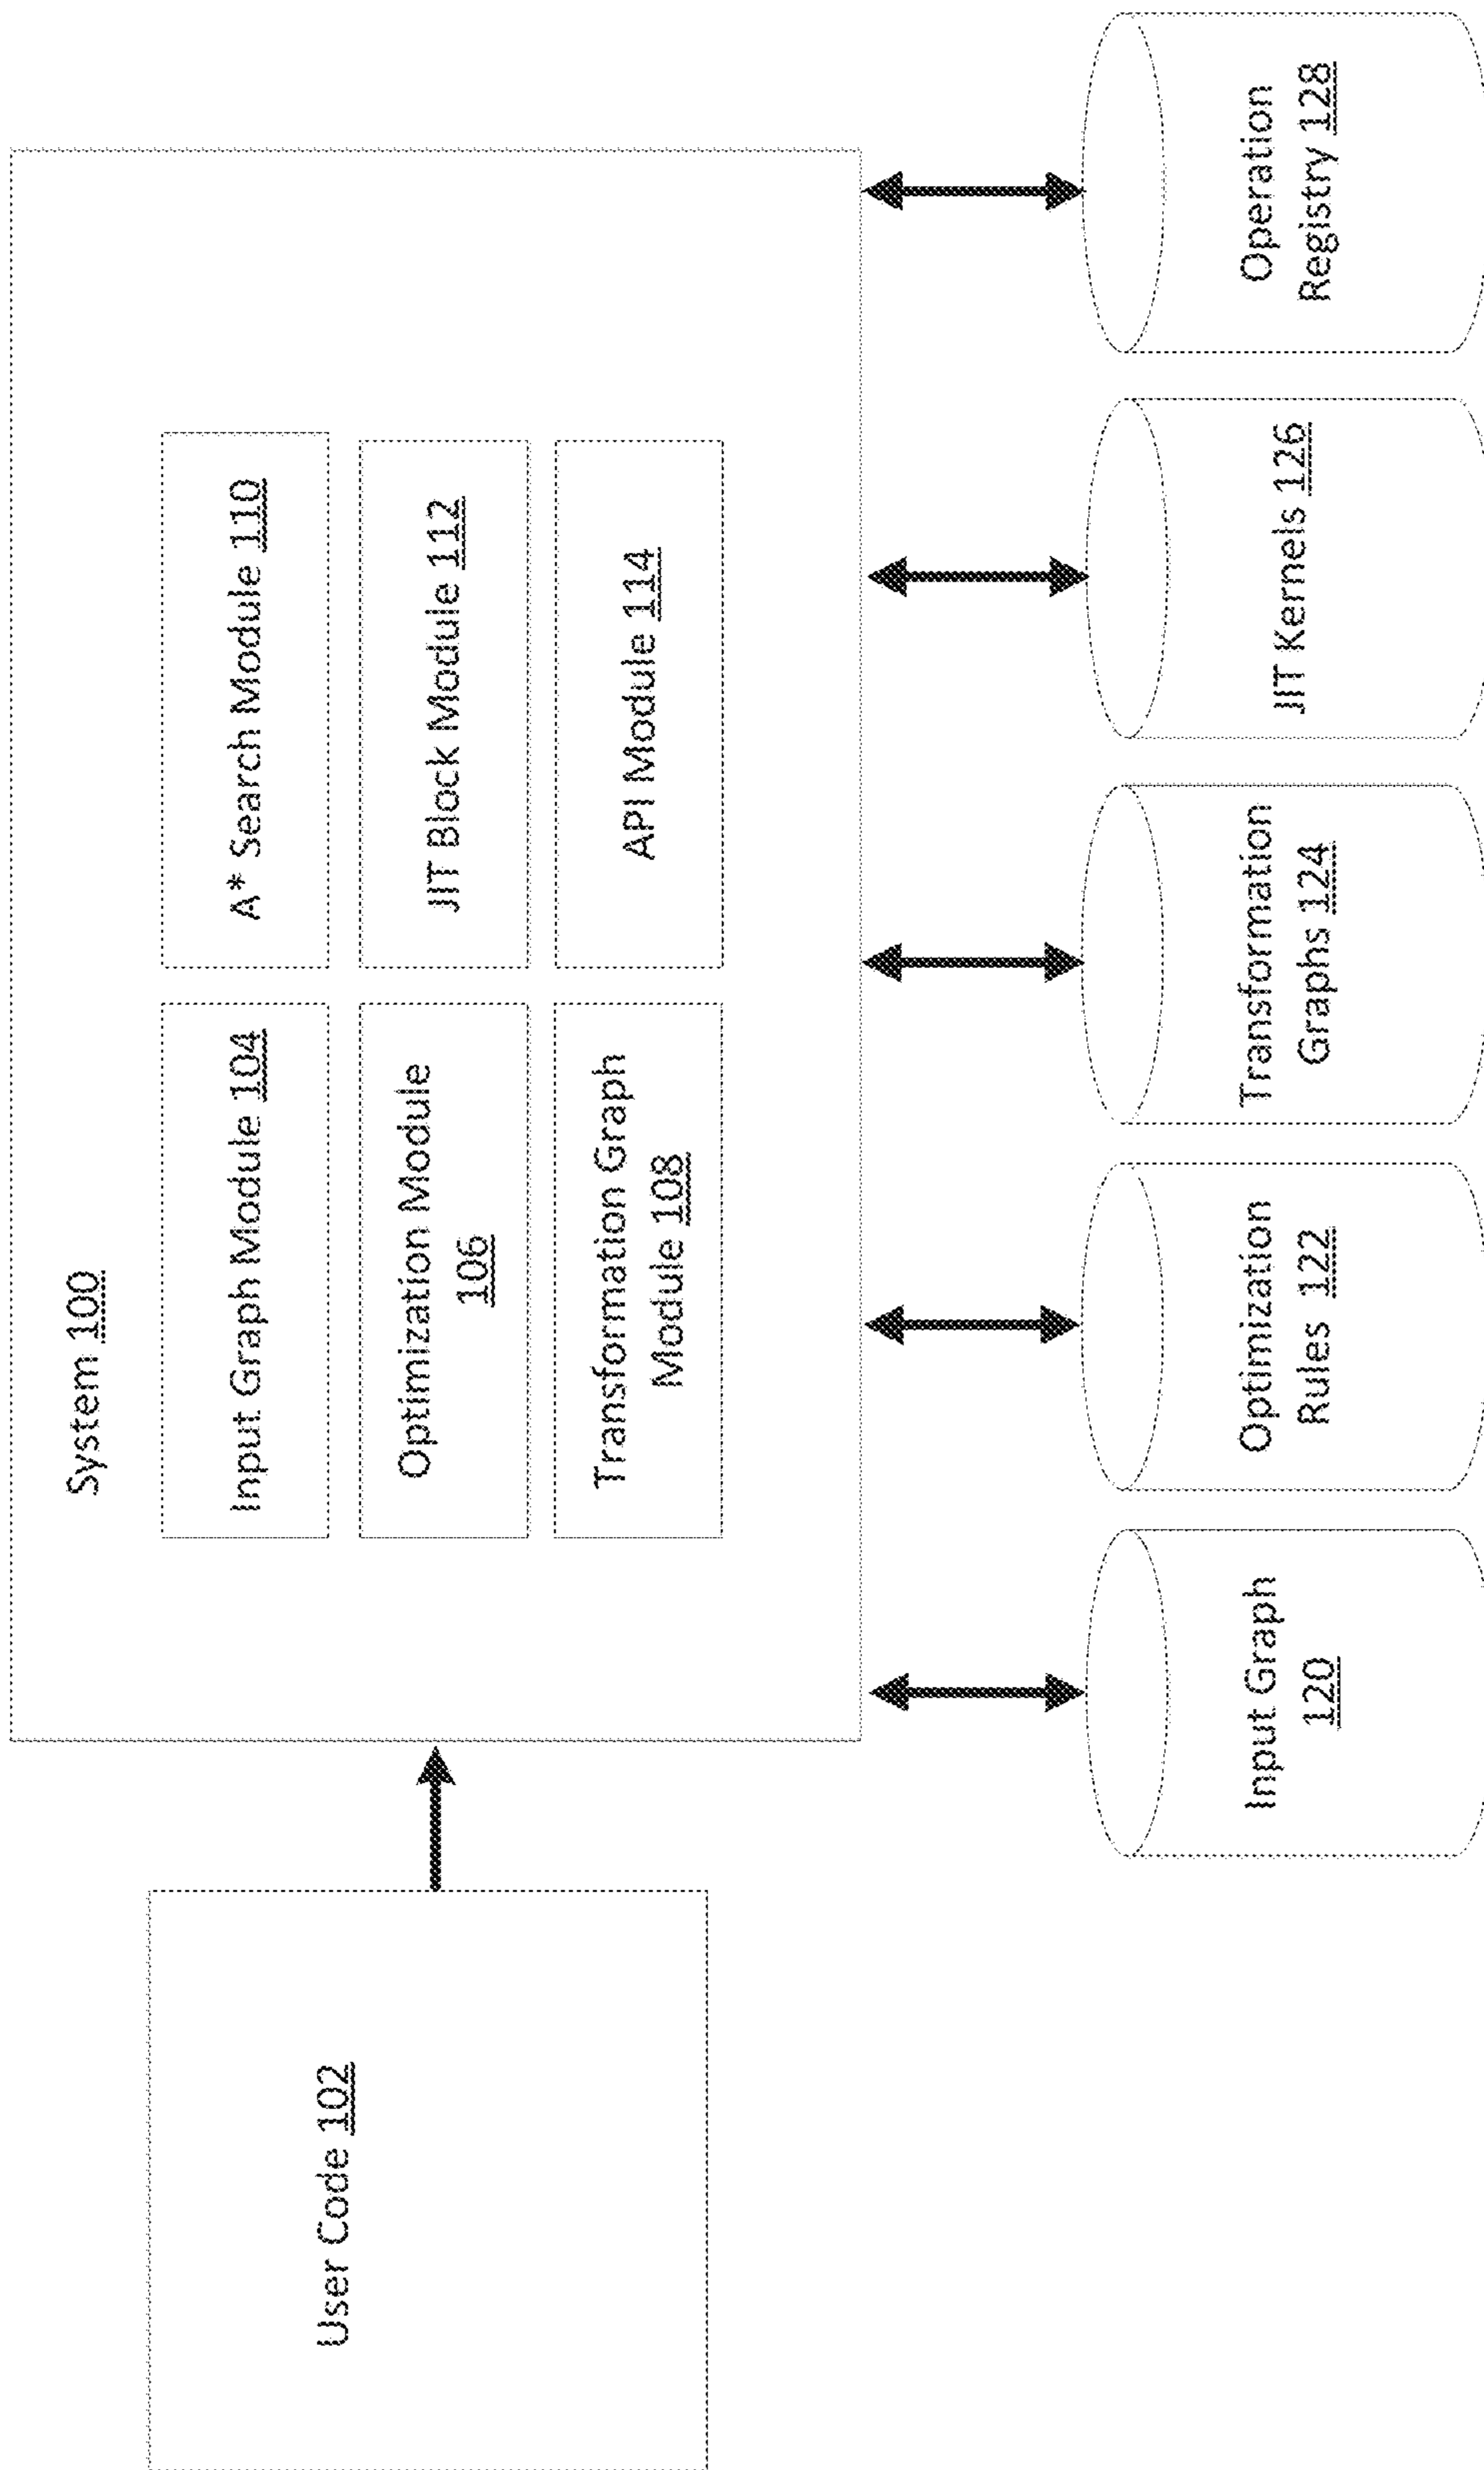 User Code 102
System 100
Input Graph Module 104
Optimization Module
106
Transformation Graph
Module 108
A* Search Module 110
JIT Block Module 112
API Module 114
Input Graph
120
Optimization
Rules 122
Transformation
Graphs 124
JIT Kernels 126
Operation
Registry 128